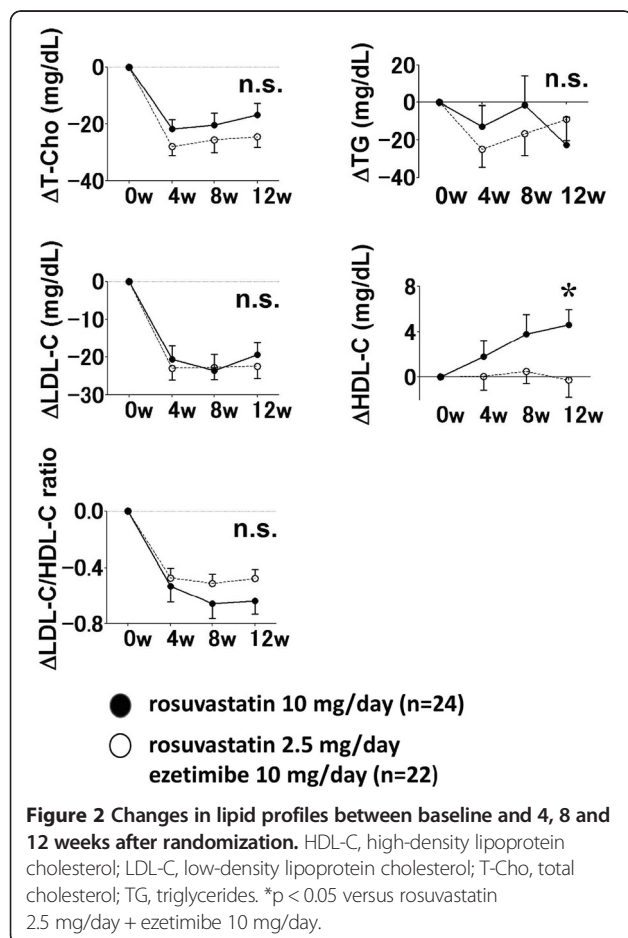 ΔT-Cho (mg/dL)
0
−20
−40
n.s.
0w 4w 8w 12w
ΔTG (mg/dL)
20
0
−20
−40
n.s.
0w 4w 8w 12w
ΔLDL-C (mg/dL)
0
−10
−20
−30
n.s.
0w 4w 8w 12w
ΔHDL-C (mg/dL)
8
4
0
*
0w 4w 8w 12w
ΔLDL-C/HDL-C ratio
0.0
−0.4
−0.8
n.s.
0w 4w 8w 12w
rosuvastatin 10 mg/day (n=24)
rosuvastatin 2.5 mg/day
ezetimibe 10 mg/day (n=22)
Figure 2 Changes in lipid profiles between baseline and 4, 8 and
12 weeks after randomization. HDL-C, high-density lipoprotein
cholesterol; LDL-C, low-density lipoprotein cholesterol; T-Cho, total
cholesterol; TG, triglycerides. *p < 0.05 versus rosuvastatin
2.5 mg/day + ezetimibe 10 mg/day.